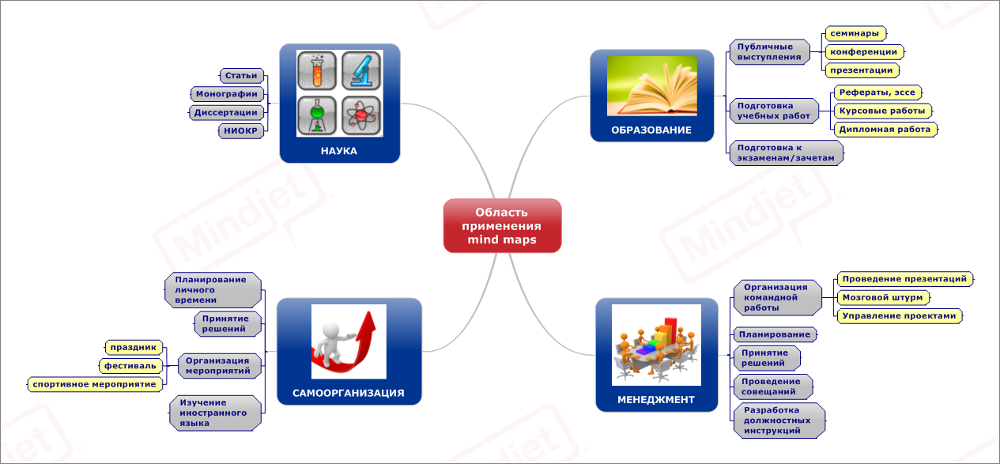 Область
применения
mind maps
НАУКА
Статьи
Монографии
Диссертации
НИОКР
ОБРАЗОВАНИЕ
Публичные
выступления
семинары
конференции
презентации
Подготовка
учебных работ
Рефераты, эссе
Курсовые работы
Дипломная работа
Подготовка к
экзаменам/зачетам
САМООРГАНИЗАЦИЯ
Планирование
личного
времени
Принятие
решений
Организация
мероприятий
праздник
фестиваль
спортивное мероприятие
Изучение
иностранного
языка
МЕНЕДЖМЕНТ
Организация
командной
работы
Проведение презентаций
Мозговой штурм
Управление проектами
Планирование
Принятие
решений
Проведение
совещаний
Разработка
должностных
инструкций
Mindjet
Mindjet
Mindjet